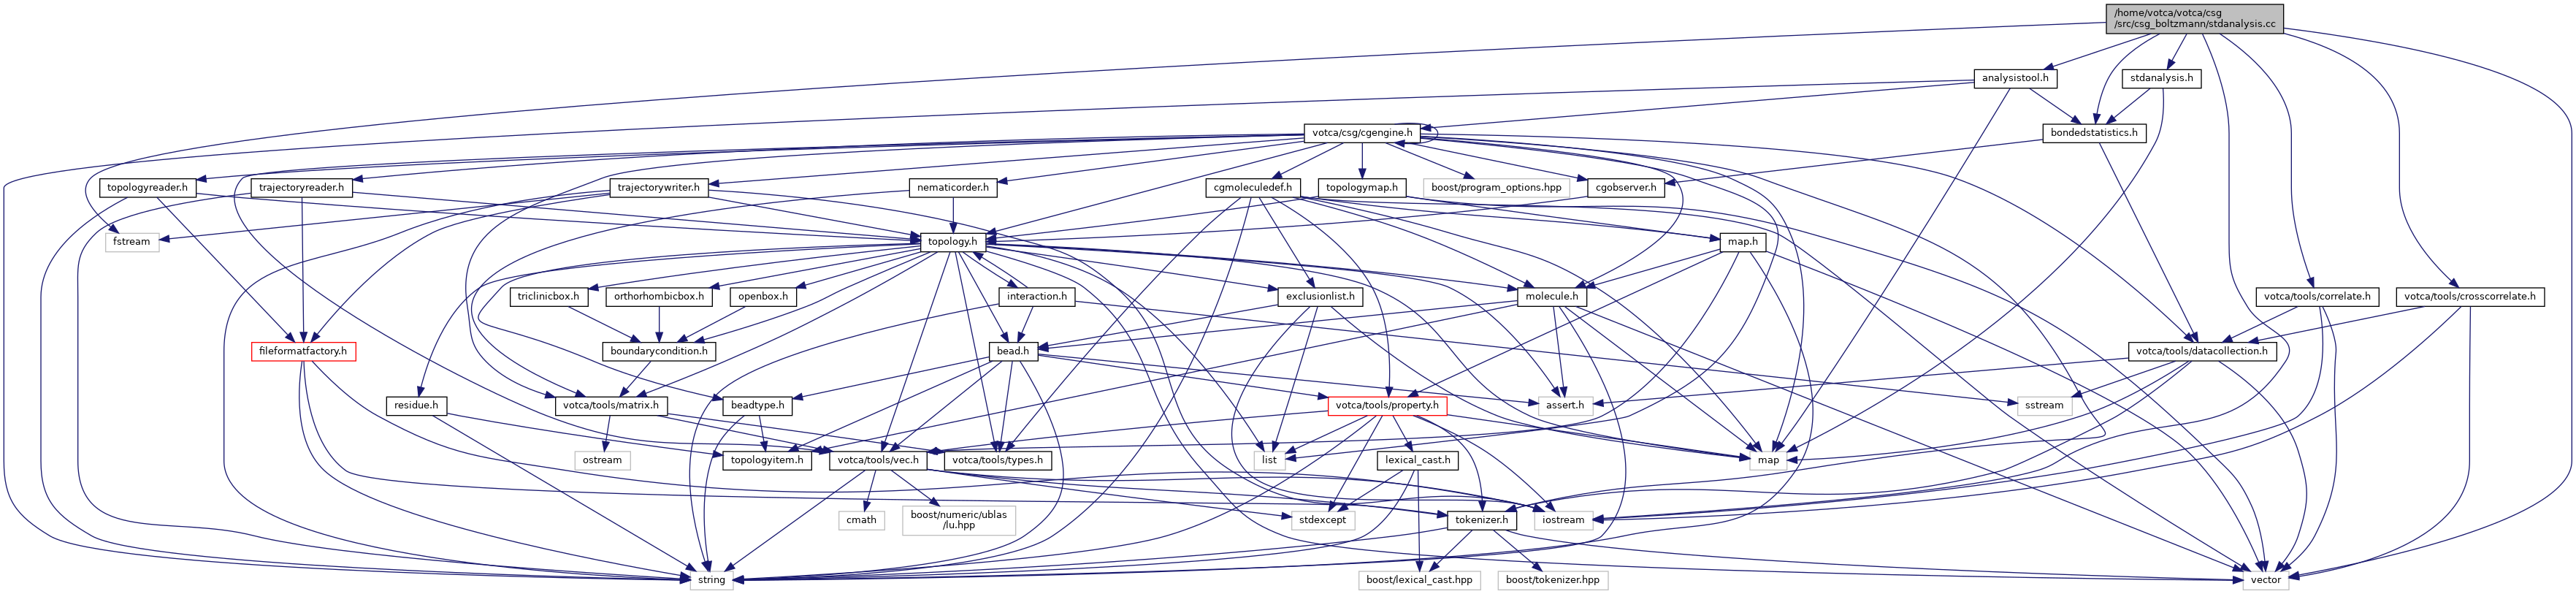 /home/votca/votca/csg
/src/csg_boltzmann/stdanalysis.cc
analysistool.h
stdanalysis.h
votca/csg/cgengine.h
bondedstatistics.h
topologyreader.h
trajectoryreader.h
trajectorywriter.h
nematicorder.h
cgmoleculedef.h
topologymap.h
boost/program_options.hpp
cgobserver.h
fstream
topology.h
map.h
triclinicbox.h
orthorhombicbox.h
openbox.h
interaction.h
exclusionlist.h
molecule.h
votca/tools/correlate.h
votca/tools/crosscorrelate.h
fileformatfactory.h
boundarycondition.h
bead.h
votca/tools/datacollection.h
residue.h
votca/tools/matrix.h
beadtype.h
votca/tools/property.h
assert.h
sstream
ostream
topologyitem.h
votca/tools/vec.h
votca/tools/types.h
list
lexical_cast.h
map
cmath
boost/numeric/ublas
/lu.hpp
stdexcept
tokenizer.h
iostream
string
boost/lexical_cast.hpp
boost/tokenizer.hpp
vector